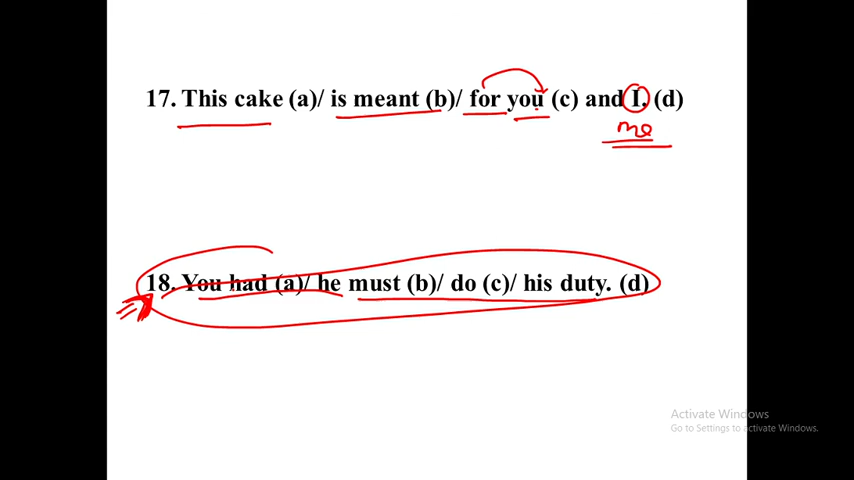 17. This cake (a)/ is meant (b)/ for you (c) and I. (d)
me
18. You had (a)/ he must (b)/ do (c)/ his duty. (d)
Activate Windows
Go to Settings to activate Windows.